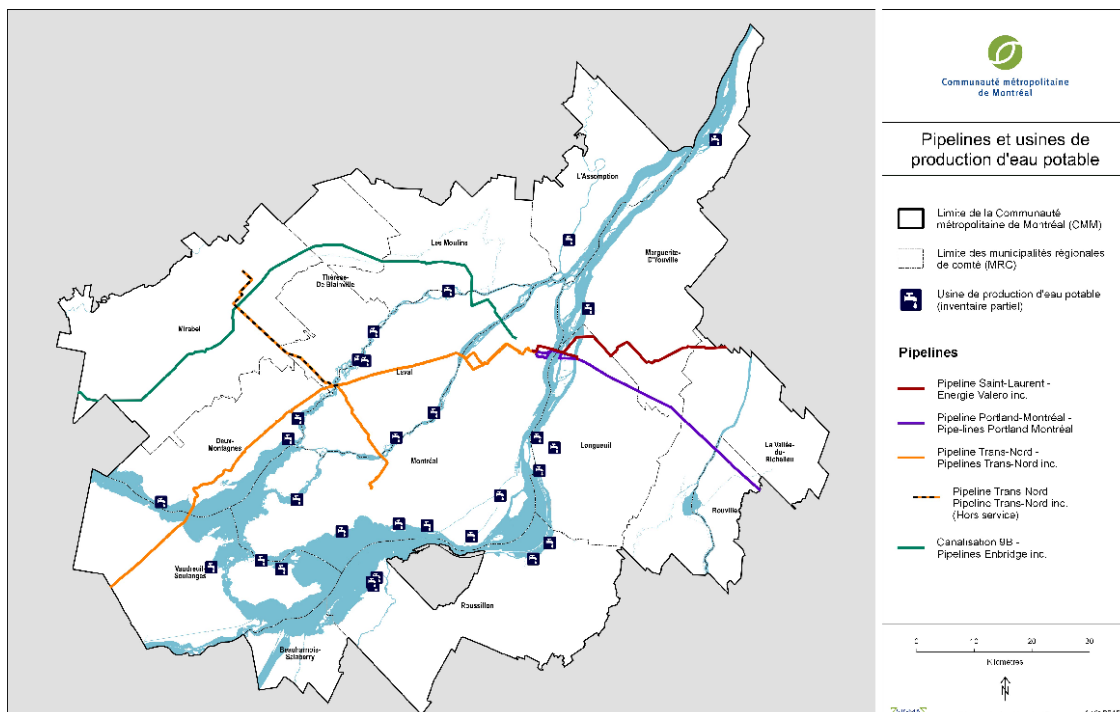 L'Assomption
Les Moulins
Marguerite-
D'Youville
Thérèse-
De Blainville
Mirabel
Laval
Deux-
Montagnes
Montréal
Longueuil
La Vallée-
du-
Richelieu
Rouville
Vaudreuil
Soulanges
Roussillon
Beauharnois-
Salaberry
Communauté métropolitaine
de Montréal
Pipelines et usines de
production d'eau potable
Limite de la Communauté
métropolitaine de Montréal (CMM)
Limite des municipalités régionales
de comté (MRC)
Usine de production d'eau potable
(inventaire partiel)
Pipelines
Pipeline Saint-Laurent -
Energie Valero inc.
Pipeline Portland-Montréal -
Pipe-lines Portland Montréal
Pipeline Trans-Nord -
Pipelines Trans-Nord inc.
Pipeline Trans Nord
Pipeline Trans-Nord inc.
(Hors service)
Canalisation 9B -
Pipelines Enbridge inc.
10 20
Kilomètres
N